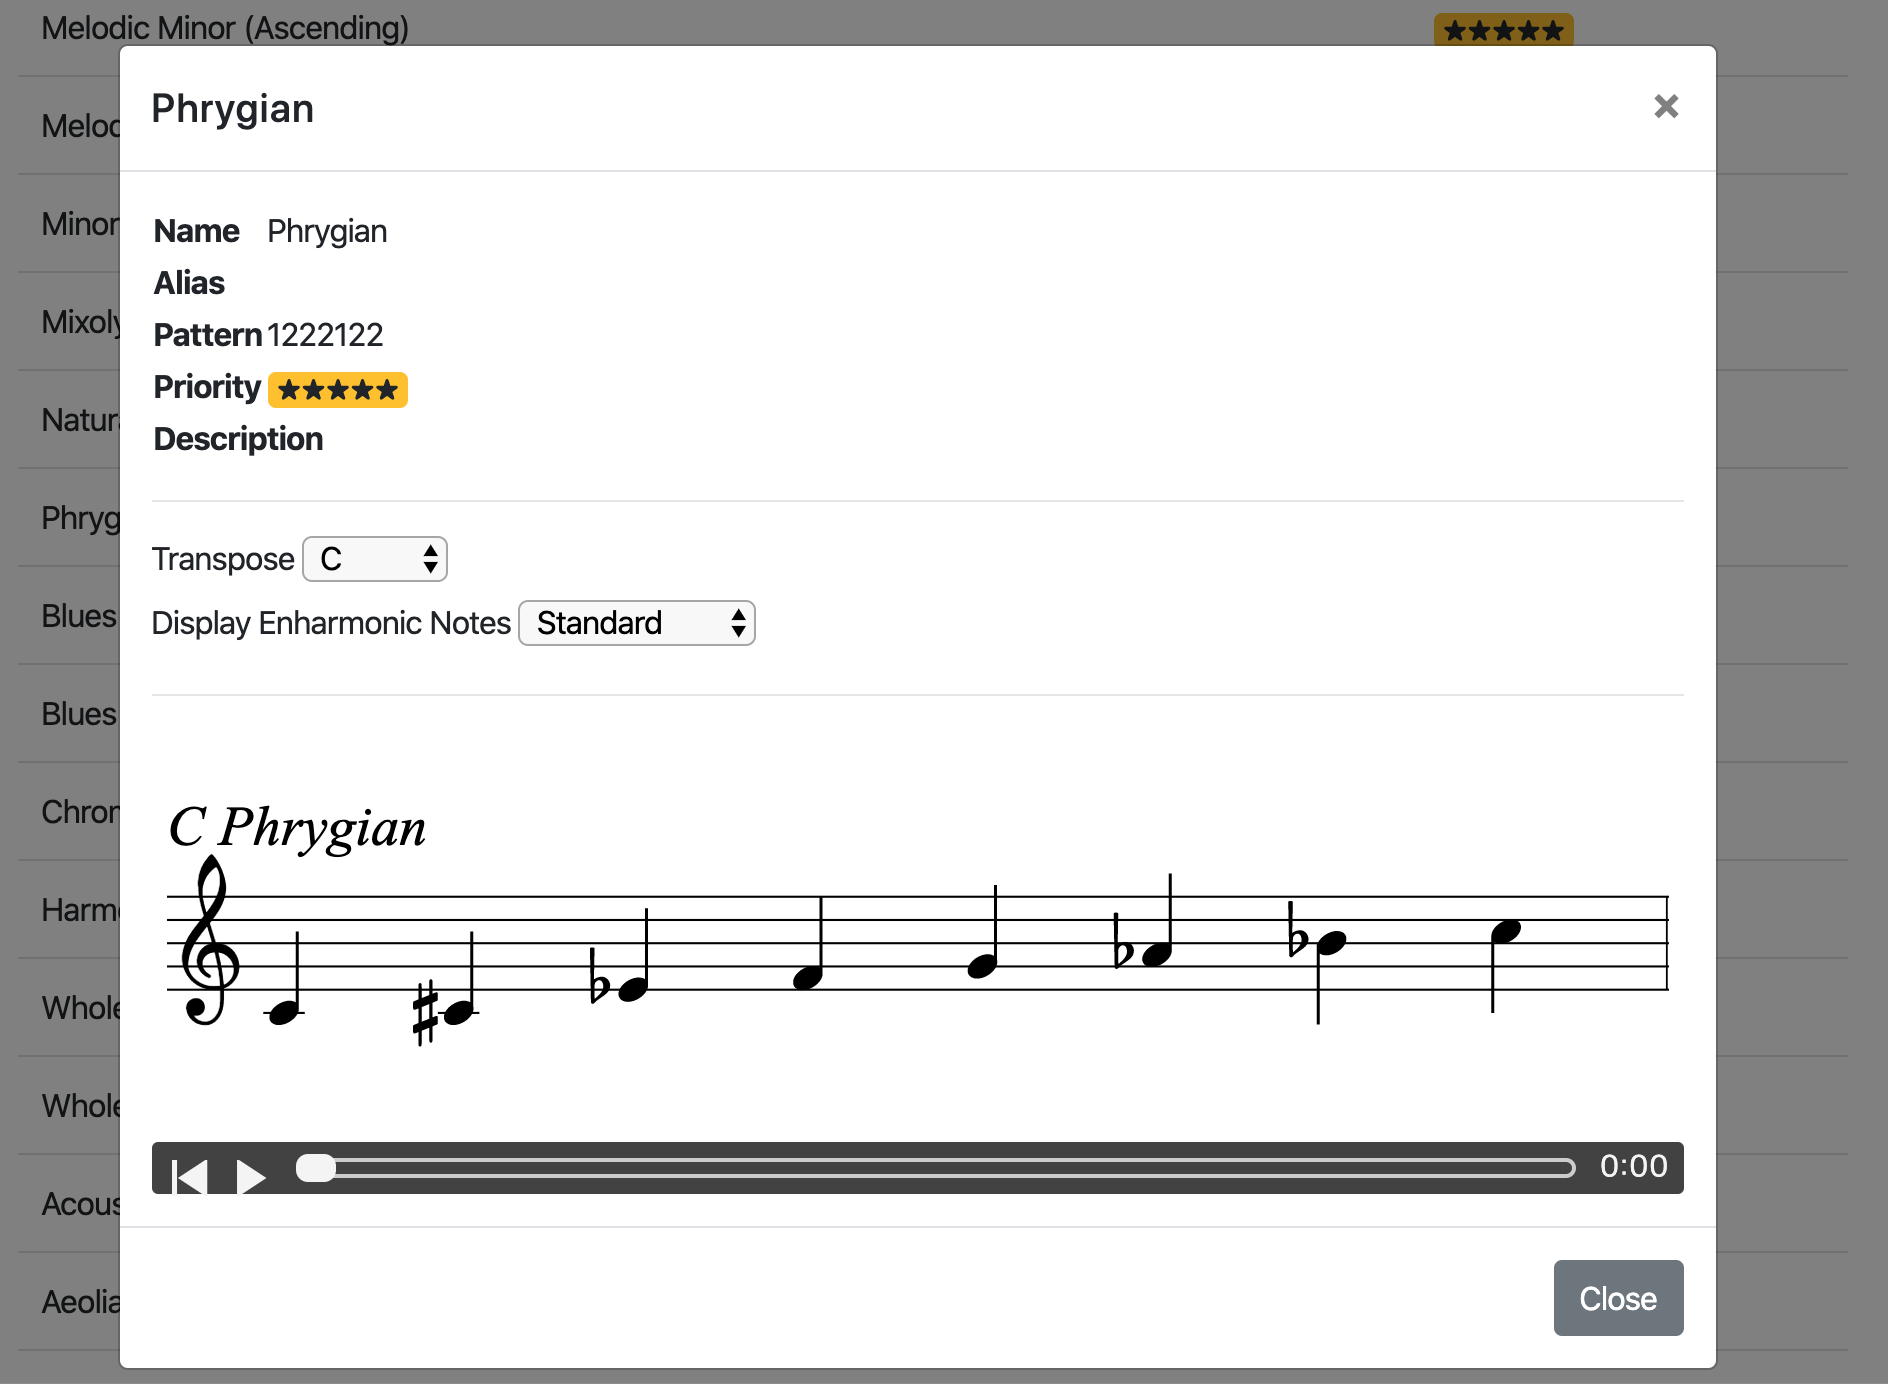 Melodic Minor (Ascending)
★★★★★
Phrygian
×
Name Phrygian
Alias
Pattern 1222122
Priority ★★★★★
Description
Transpose C
Display Enharmonic Notes Standard
C Phrygian
0:00
Close
Melod
Minor
Mixoly
Natur
Phryg
Blues
Blues
Chron
Harm
Whole
Whole
Acous
Aeolia